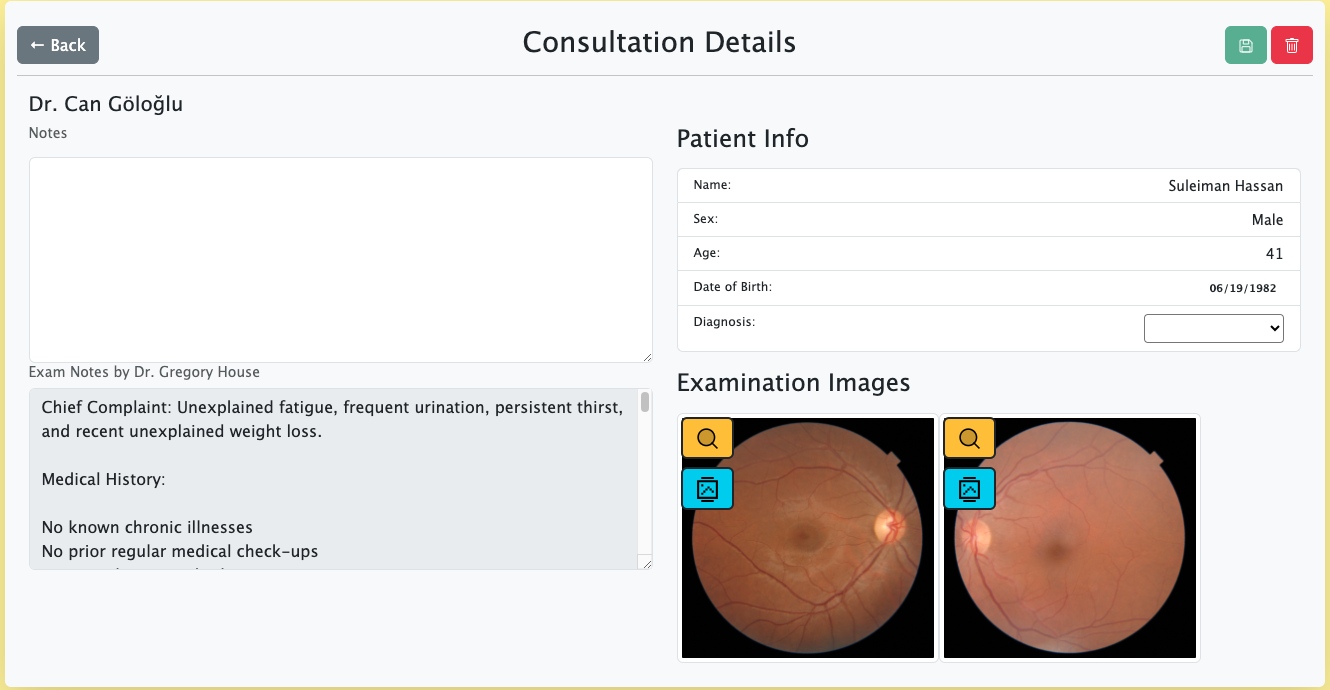 ← Back
Consultation Details
Dr. Can Göloğlu
Notes
Exam Notes by Dr. Gregory House
Chief Complaint: Unexplained fatigue, frequent urination, persistent thirst,
and recent unexplained weight loss.
Medical History:
No known chronic illnesses
No prior regular medical check-ups
Patient Info
Name: Suleiman Hassan
Sex: Male
Age: 41
Date of Birth: 06/19/1982
Diagnosis:
Examination Images